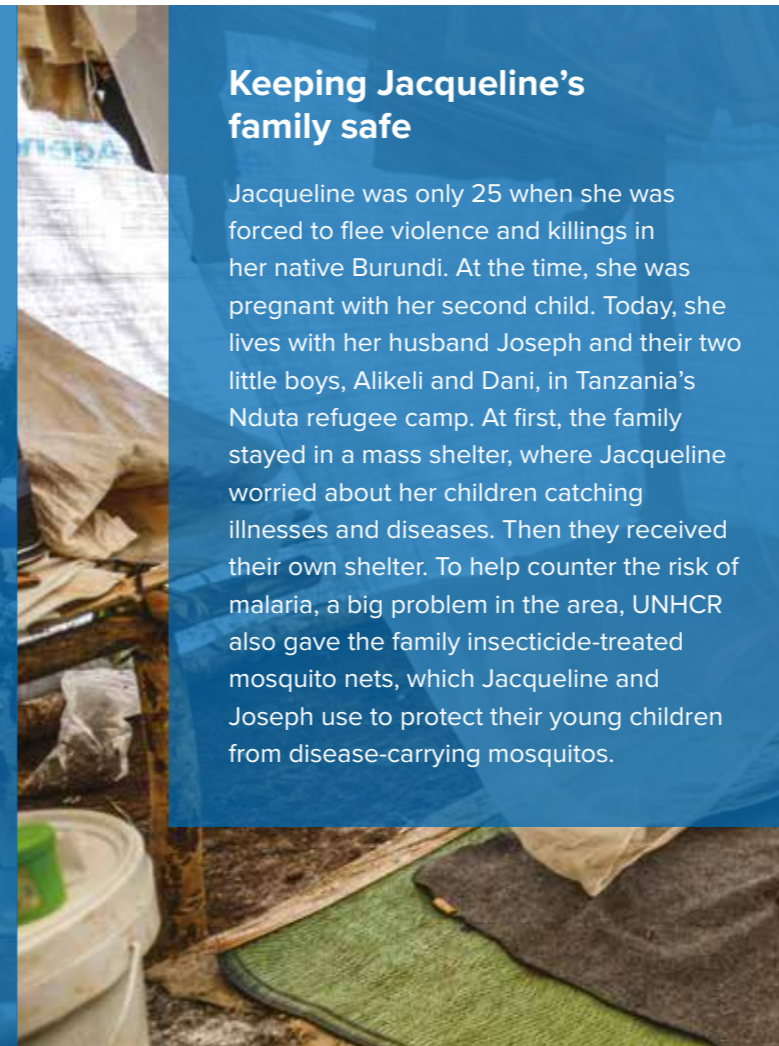 Keeping Jacqueline’s
family safe
Jacqueline was only 25 when she was
forced to flee violence and killings in
her native Burundi. At the time, she was
pregnant with her second child. Today, she
lives with her husband Joseph and their two
little boys, Alikeli and Dani, in Tanzania’s
Nduta refugee camp. At first, the family
stayed in a mass shelter, where Jacqueline
worried about her children catching
illnesses and diseases. Then they received
their own shelter. To help counter the risk of
malaria, a big problem in the area, UNHCR
also gave the family insecticide-treated
mosquito nets, which Jacqueline and
Joseph use to protect their young children
from disease-carrying mosquitos.